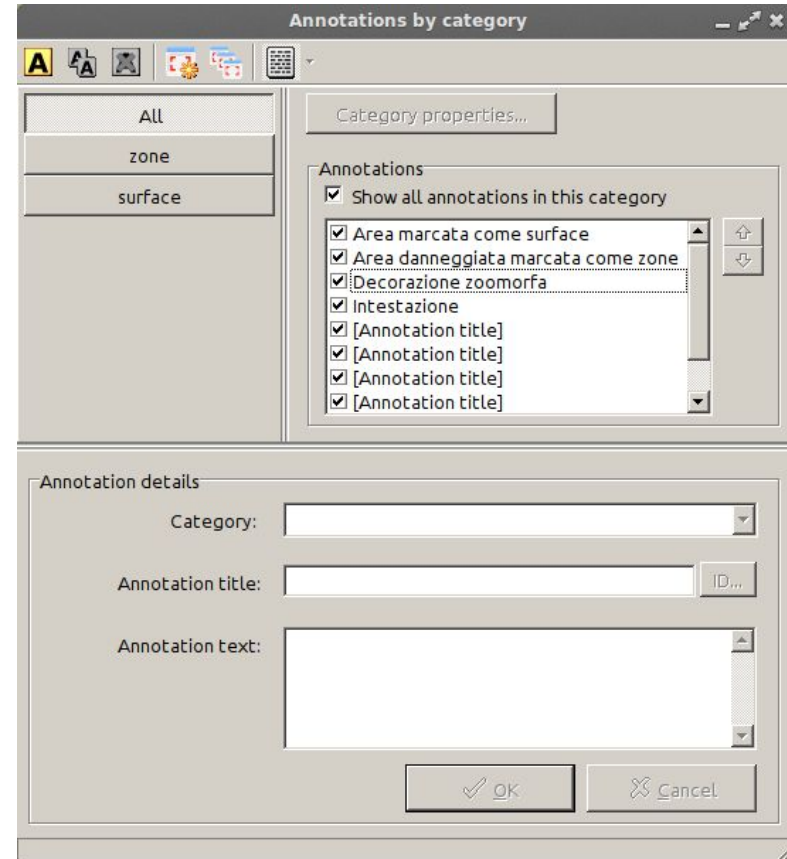 Annotations by category
All
zone
surface
Category properties...
Annotations
Show all annotations in this category
Area marcata come surface
Area danneggiata marcata come zone
Decorazione zoomorfa
Intestazione
[Annotation title]
[Annotation title]
[Annotation title]
[Annotation title]
Annotation details
Category:
Annotation title:
ID...
Annotation text:
OK
Cancel